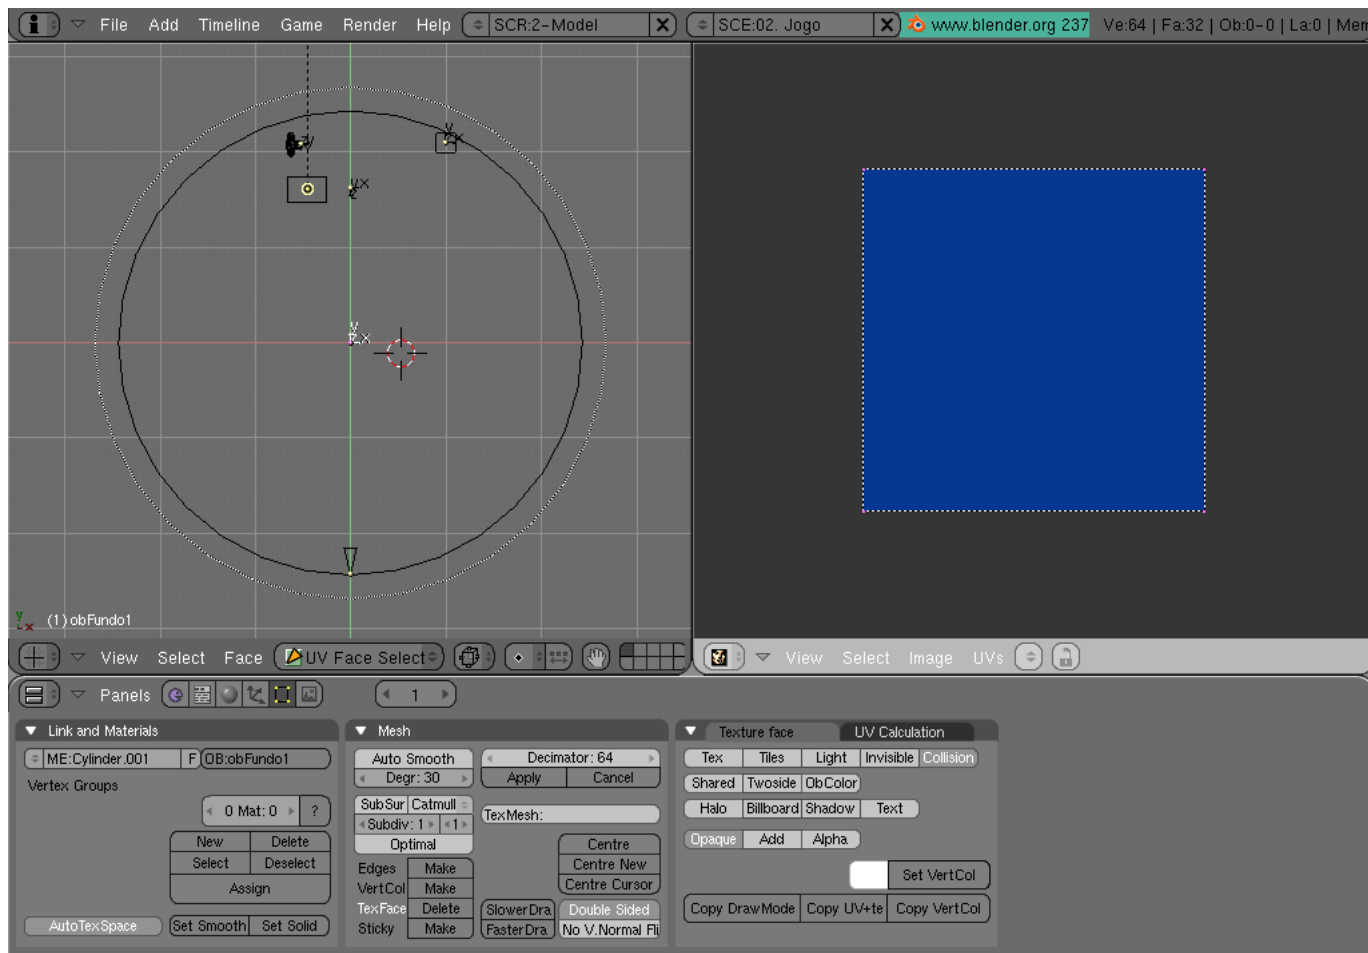 File Add Timeline Game Render Help SCR:2-Model X SCE:02. Jogo X www.blender.org 237 Ve:64 | Fa:32 | Ob:0-0 | La:0 | Mem
(1) obFundo1
View Select Face UV Face Select View Select Image UVs
Panels 1
Link and Materials
ME:Cylinder.001 F OB:obFundo1
Vertex Groups
0 Mat: 0 ?
New Delete
Select Deselect
Assign
AutoTexSpace Set Smooth Set Solid
Mesh
Auto Smooth Decimator: 64
Degr: 30 Apply Cancel
SubSur Catmull
Subdiv: 1 1 TexMesh:
Optimal Centre
Edges Make Centre New
VertCol Make Centre Cursor
TexFace Delete SlowerDra Double Sided
Sticky Make FasterDra No V.Normal Fli
Texture face UV Calculation
Tex Tiles Light Invisible Collision
Shared Twoside ObColor
Halo Billboard Shadow Text
Opaque Add Alpha
Set VertCol
Copy DrawMode Copy UV+te Copy VertCol